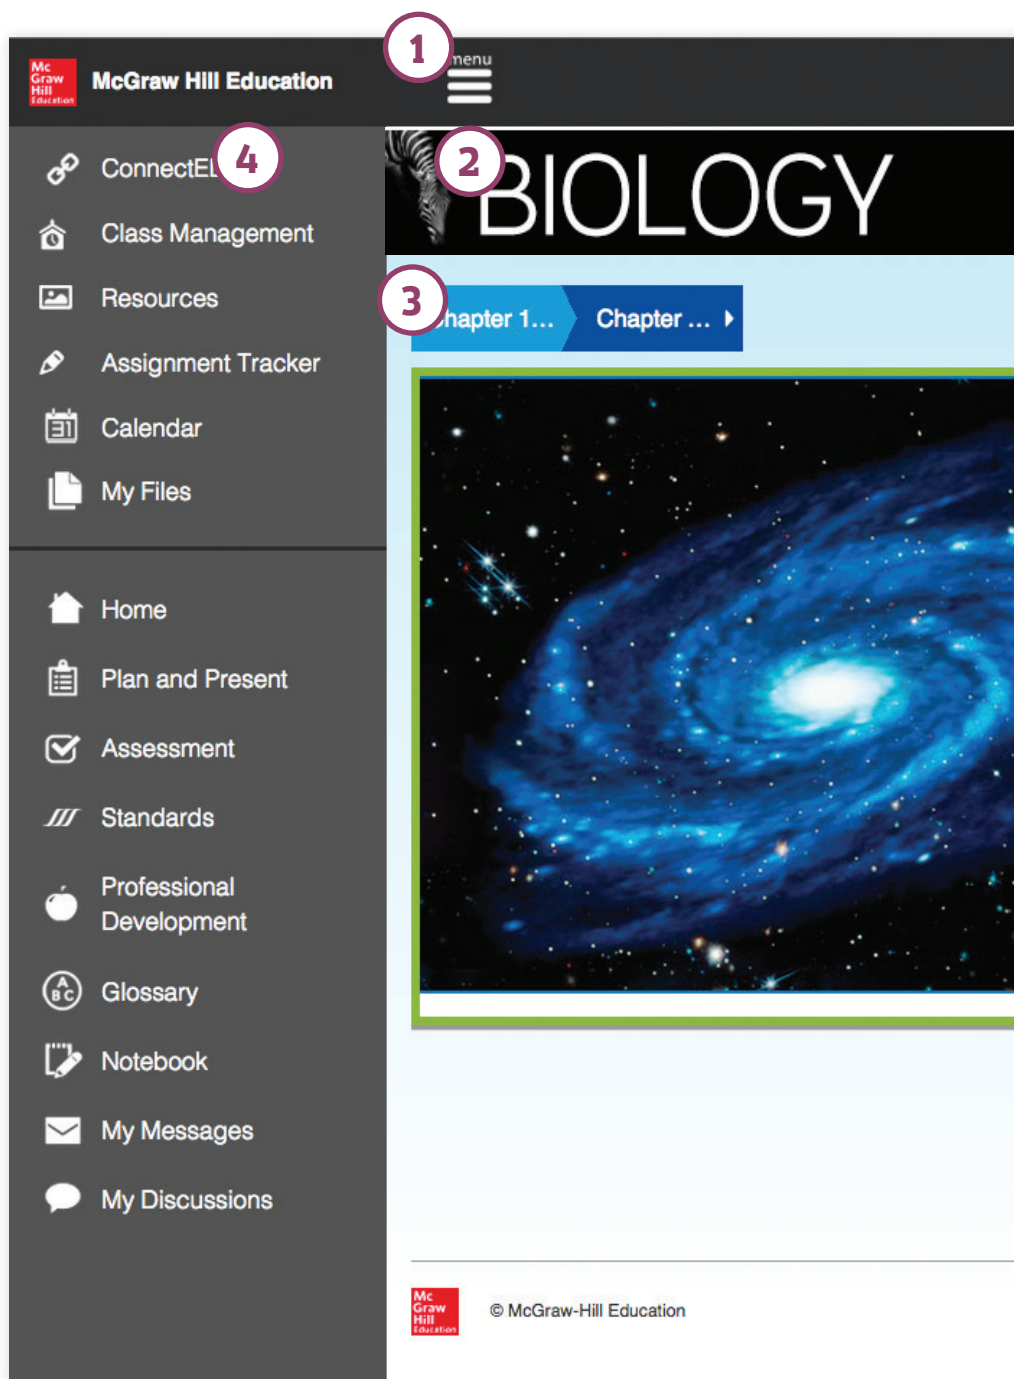 1
menu
Mc
Graw
Hill
Education
McGraw Hill Education
4
ConnectE
Class Management
Resources
Assignment Tracker
31
Calendar
My Files
Home
Plan and Present
Assessment
Standards
Professional
Development
A
B C
Glossary
Notebook
My Messages
My Discussions
2
BIOLOGY
3
hapter 1...
Chapter ...
Mc
Graw
Hill
Education
© McGraw-Hill Education